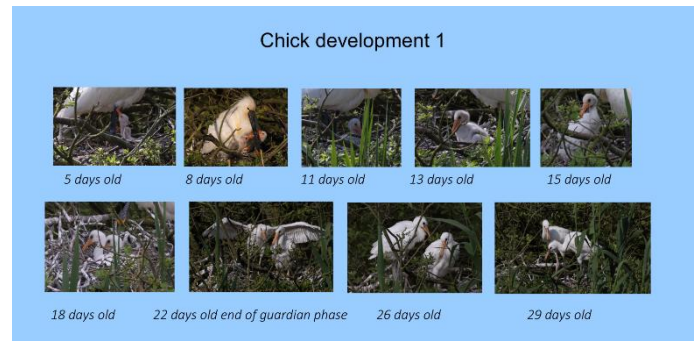 Chick development 1
5 days old
8 days old
11 days old
13 days old
15 days old
18 days old
22 days old end of guardian phase
26 days old
29 days old